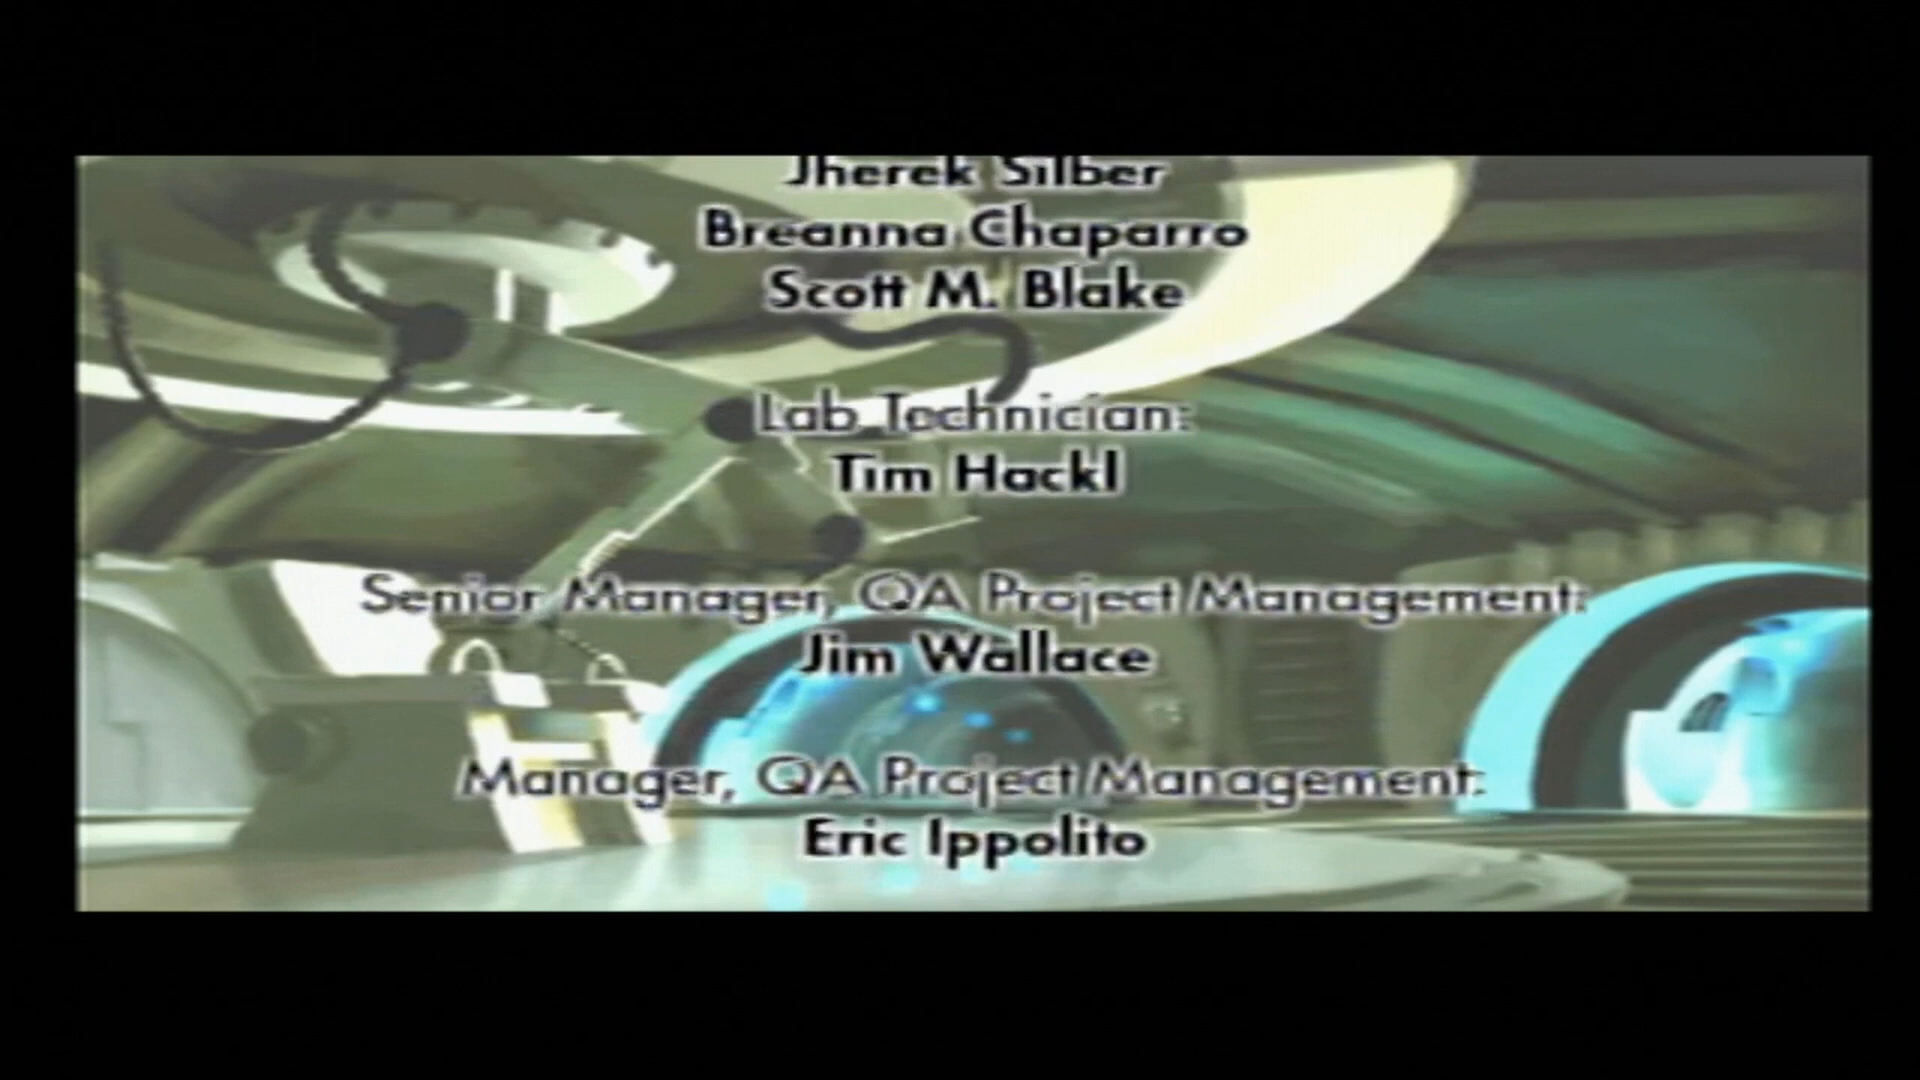 Jherek Silber
Breanna Chaparro
Scott M. Blake
Lab Technician:
Tim Hackl
Senior Manager, QA Project Management:
Jim Wallace
Manager, QA Project Management:
Eric Ippolito